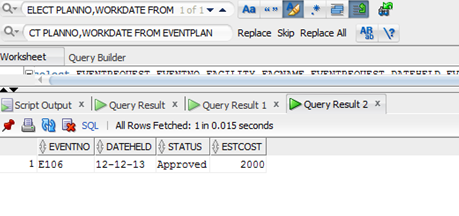 ELECT PLANNO,WORKDATE FROM 1 of 1 Aa “”
CT PLANNO,WORKDATE FROM EVENTPLAN Replace Skip Replace All AB \?
Worksheet Query Builder
select EVENTREQUEST.EVENTNO,FACILITY.FACNAME,EVENTREQUEST.DATEHELD,
Script Output x Query Result x Query Result 1 x Query Result 2 x
SQL | All Rows Fetched: 1 in 0.015 seconds
EVENTNO DATEHELD STATUS ESTCOST
1 E106 12-12-13 Approved 2000